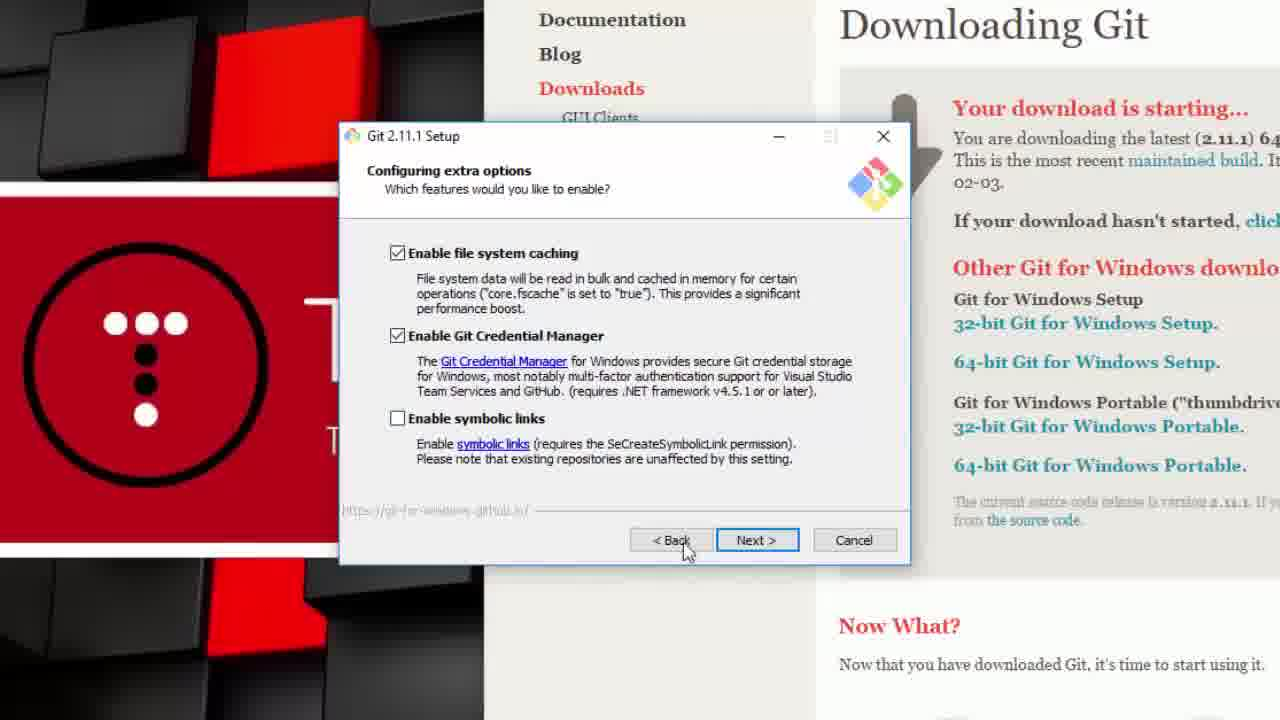 Documentation
Blog
Downloads
GUI Clients
Downloading Git
Your download is starting...
You are downloading the latest (2.11.1) 64
This is the most recent maintained build. It
02-03.
If your download hasn't started, click
Other Git for Windows downlo
Git for Windows Setup
32-bit Git for Windows Setup.
64-bit Git for Windows Setup.
Git for Windows Portable ("thumbdrive
32-bit Git for Windows Portable.
64-bit Git for Windows Portable.
The current source code release is version 2.11.1. If yo
from the source code.
Now What?
Now that you have downloaded Git, it's time to start using it.
Git 2.11.1 Setup
Configuring extra options
Which features would you like to enable?
Enable file system caching
File system data will be read in bulk and cached in memory for certain
operations ("core.fscache" is set to "true"). This provides a significant
performance boost.
Enable Git Credential Manager
The Git Credential Manager for Windows provides secure Git credential storage
for Windows, most notably multi-factor authentication support for Visual Studio
Team Services and GitHub. (requires .NET framework v4.5.1 or or later).
Enable symbolic links
Enable symbolic links (requires the SeCreateSymbolicLink permission).
Please note that existing repositories are unaffected by this setting.
https://git-for-windows.github.io/
< Back
Next >
Cancel
T
T